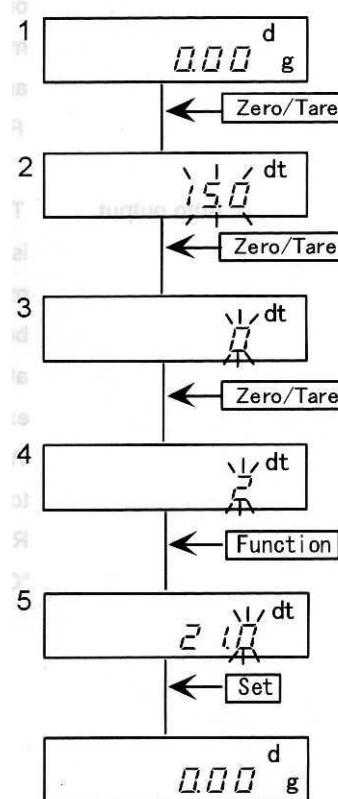 1
d
0.00 g
Zero/Tare
2
15.0 dt
Zero/Tare
3
0 dt
Zero/Tare
4
2 dt
Function
5
21.0 dt
Set
d
0.00 g